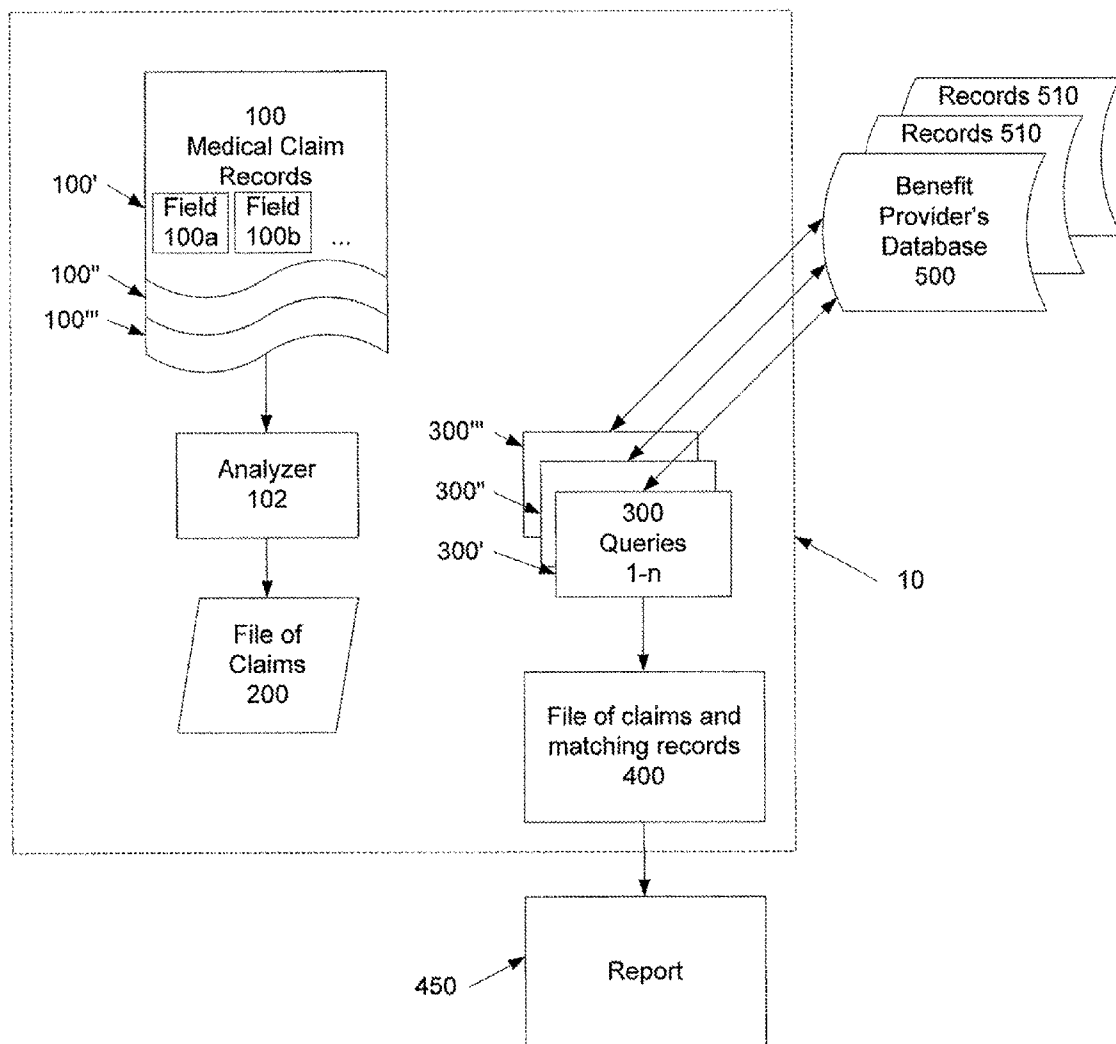 100
Medical Claim
Records
100'
Field
100a
Field
100b
...
100"
100'"
Analyzer
102
File of
Claims
200
Records 510
Records 510
Benefit
Provider's
Database
500
300'"
300"
300'
300
Queries
1-n
10
File of claims and
matching records
400
450
Report